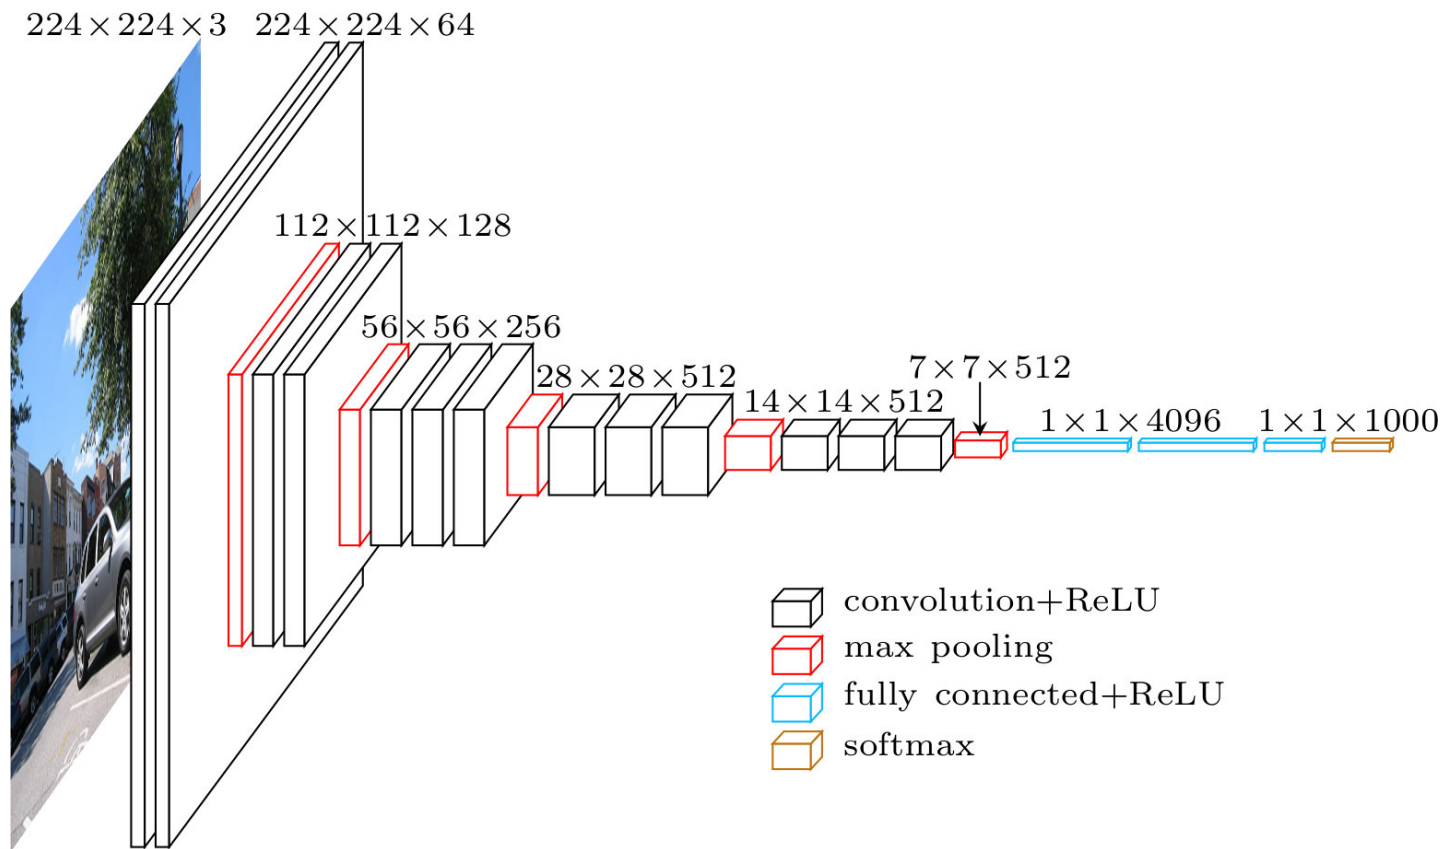 224×224×3
224×224×64
112×112×128
56×56×256
28×28×512
14×14×512
7×7×512
1×1×4096
1×1×1000
convolution+ReLU
max pooling
fully connected+ReLU
softmax